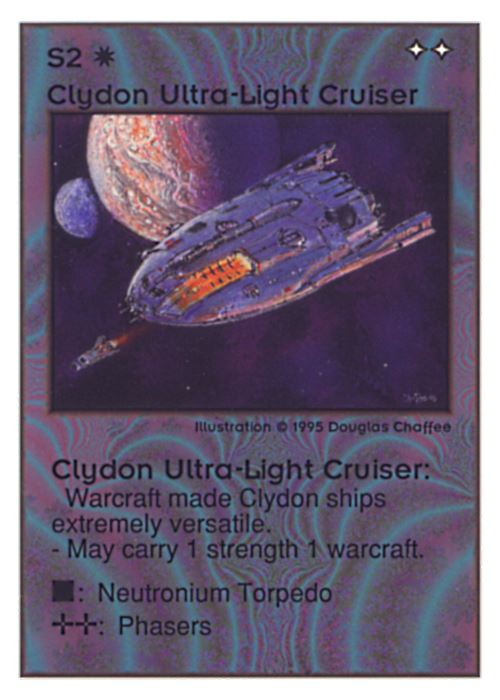 S2
Clydon Ultra-Light Cruiser
Illustration © 1995 Douglas Chaffee
Clydon Ultra-Light Cruiser:
Warcraft made Clydon ships
extremely versatile.
- May carry 1 strength 1 warcraft.
: Neutronium Torpedo
: Phasers